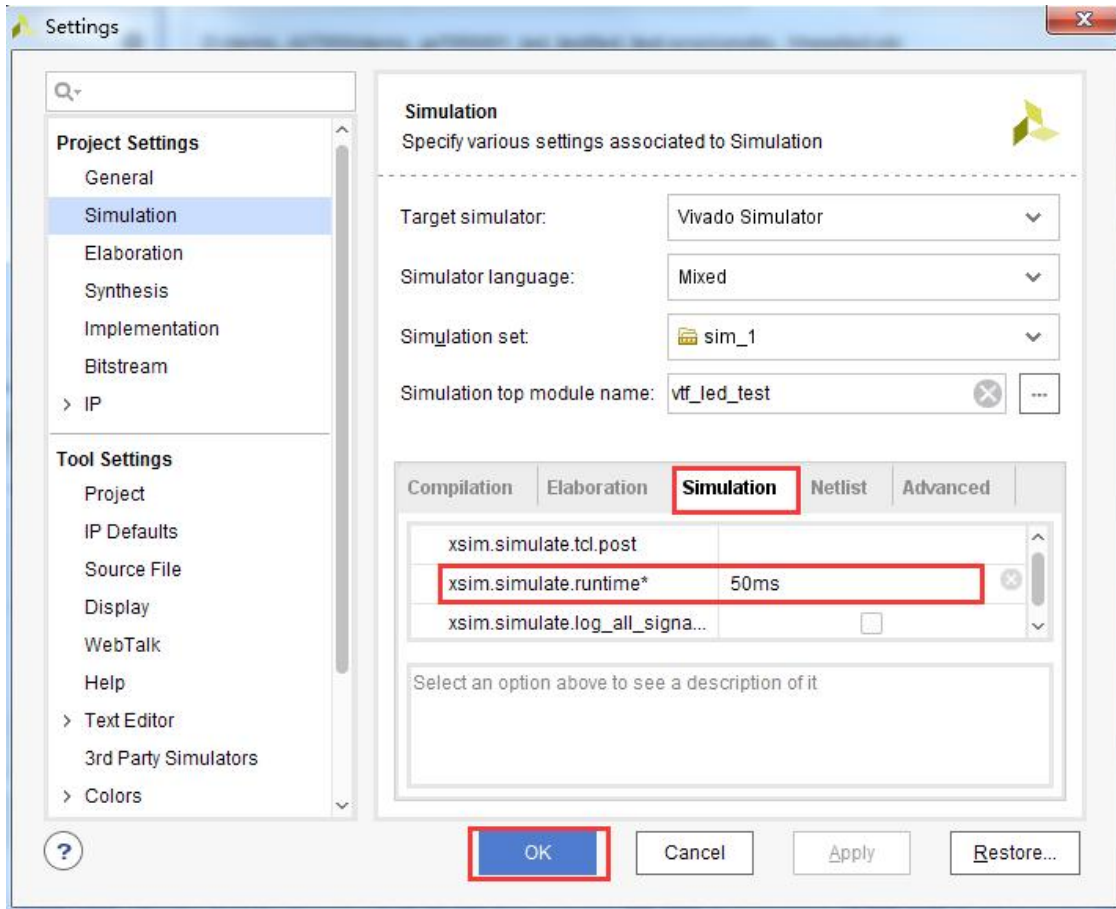 Settings
Project Settings
General
Simulation
Elaboration
Synthesis
Implementation
Bitstream
> IP
Tool Settings
Project
IP Defaults
Source File
Display
WebTalk
Help
> Text Editor
3rd Party Simulators
> Colors
Simulation
Specify various settings associated to Simulation
Target simulator: Vivado Simulator
Simulator language: Mixed
Simulation set: sim_1
Simulation top module name: vtf_led_test
Compilation Elaboration Simulation Netlist Advanced
xsim.simulate.tcl.post
xsim.simulate.runtime* 50ms
xsim.simulate.log_all_signa...
Select an option above to see a description of it
? OK Cancel Apply Restore...